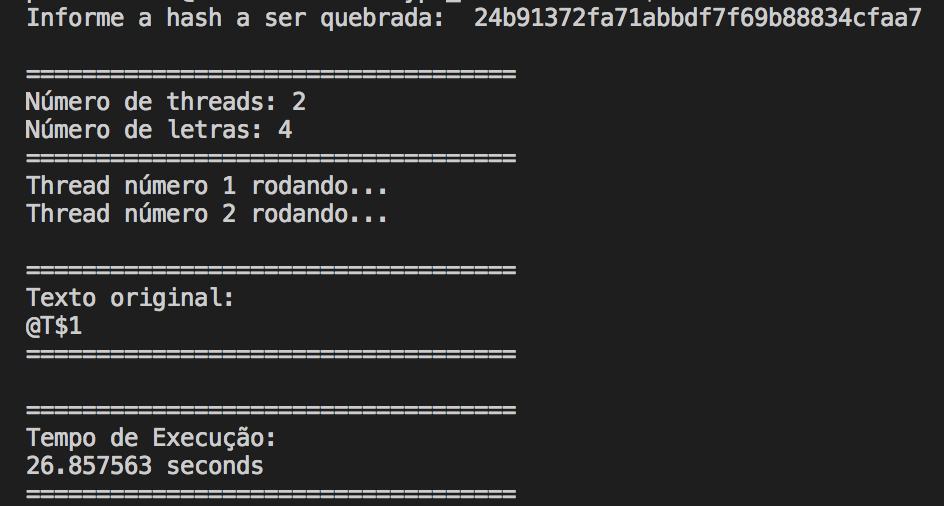 Informe a hash a ser quebrada:  24b91372fa71abbdf7f69b88834cfaa7
===================================
Número de threads: 2
Número de letras: 4
===================================
Thread número 1 rodando...
Thread número 2 rodando...
===================================
Texto original:
@T$1
===================================
===================================
Tempo de Execução:
26.857563 seconds
===================================